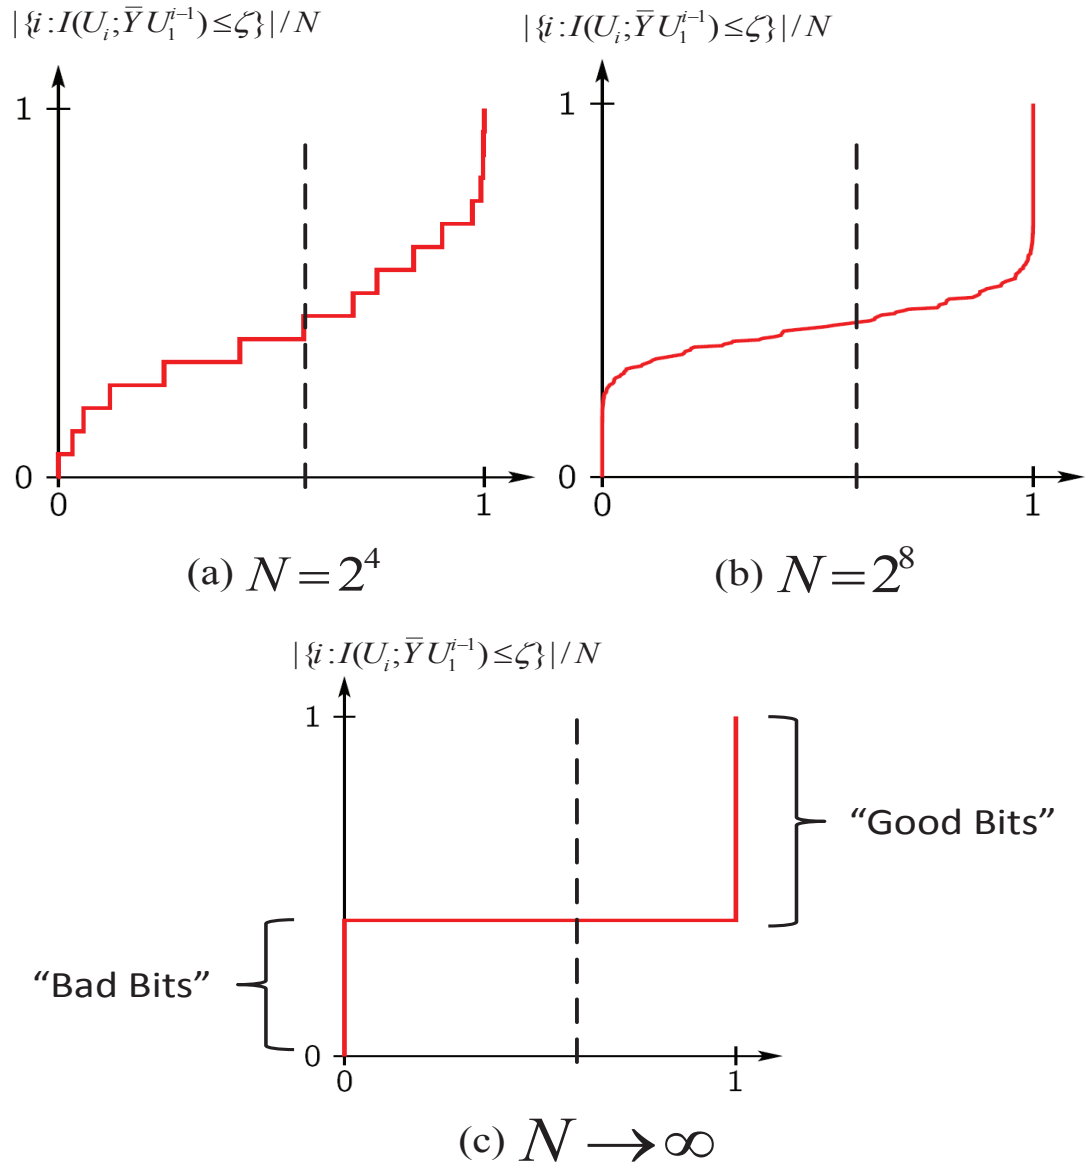 |{i:I(U_i;Y̅U_1^{i-1})≤ζ}|/N
1
0
0
1
(a) N=2^4
|{i:I(U_i;Y̅U_1^{i-1})≤ζ}|/N
1
0
0
1
(b) N=2^8
|{i:I(U_i;Y̅U_1^{i-1})≤ζ}|/N
1
“Good Bits”
“Bad Bits”
0
0
1
(c) N→∞